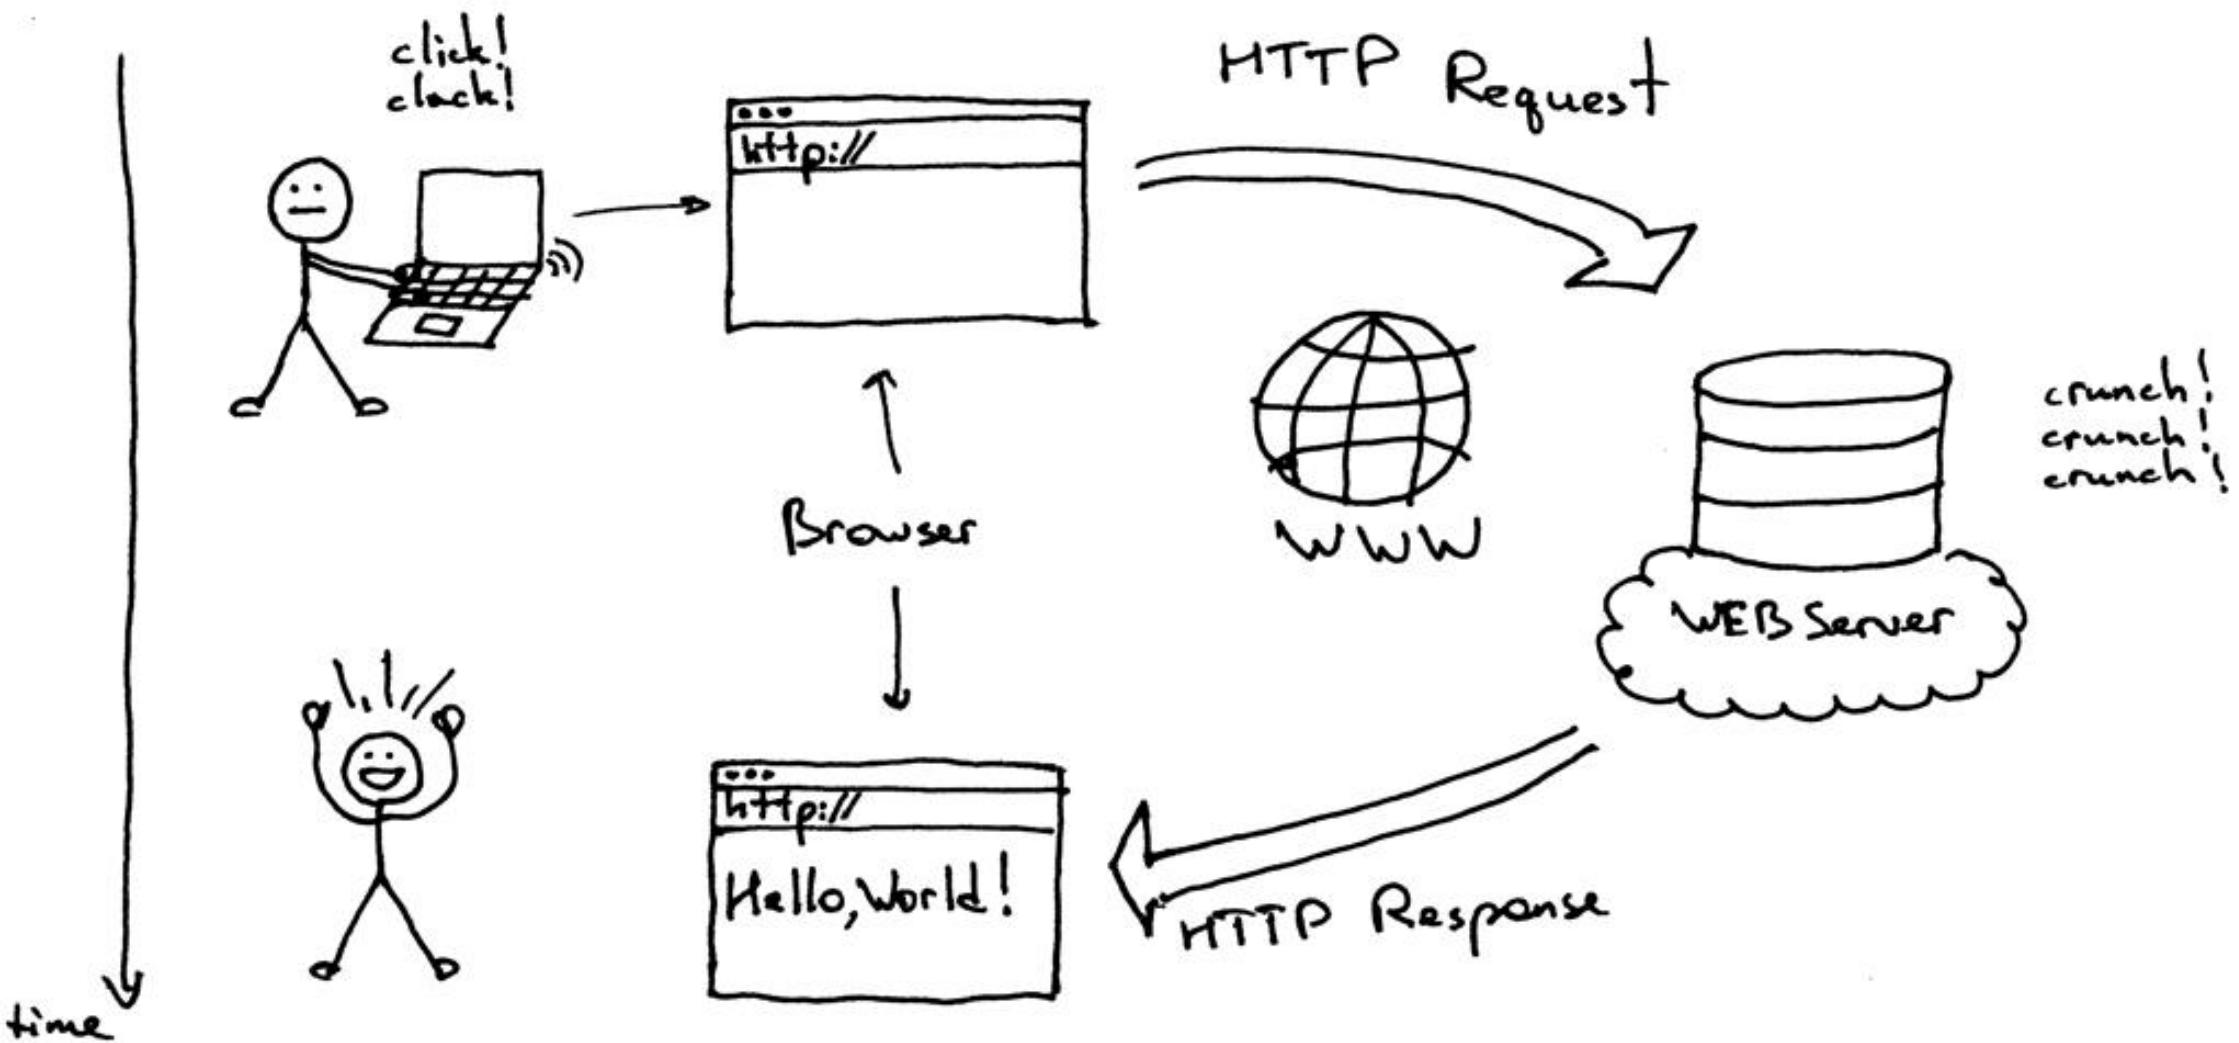 click!
clack!
HTTP Request
http://
crunch!
crunch!
crunch!
Browser
WWW
WEB Server
http://
Hello, World!
HTTP Response
time